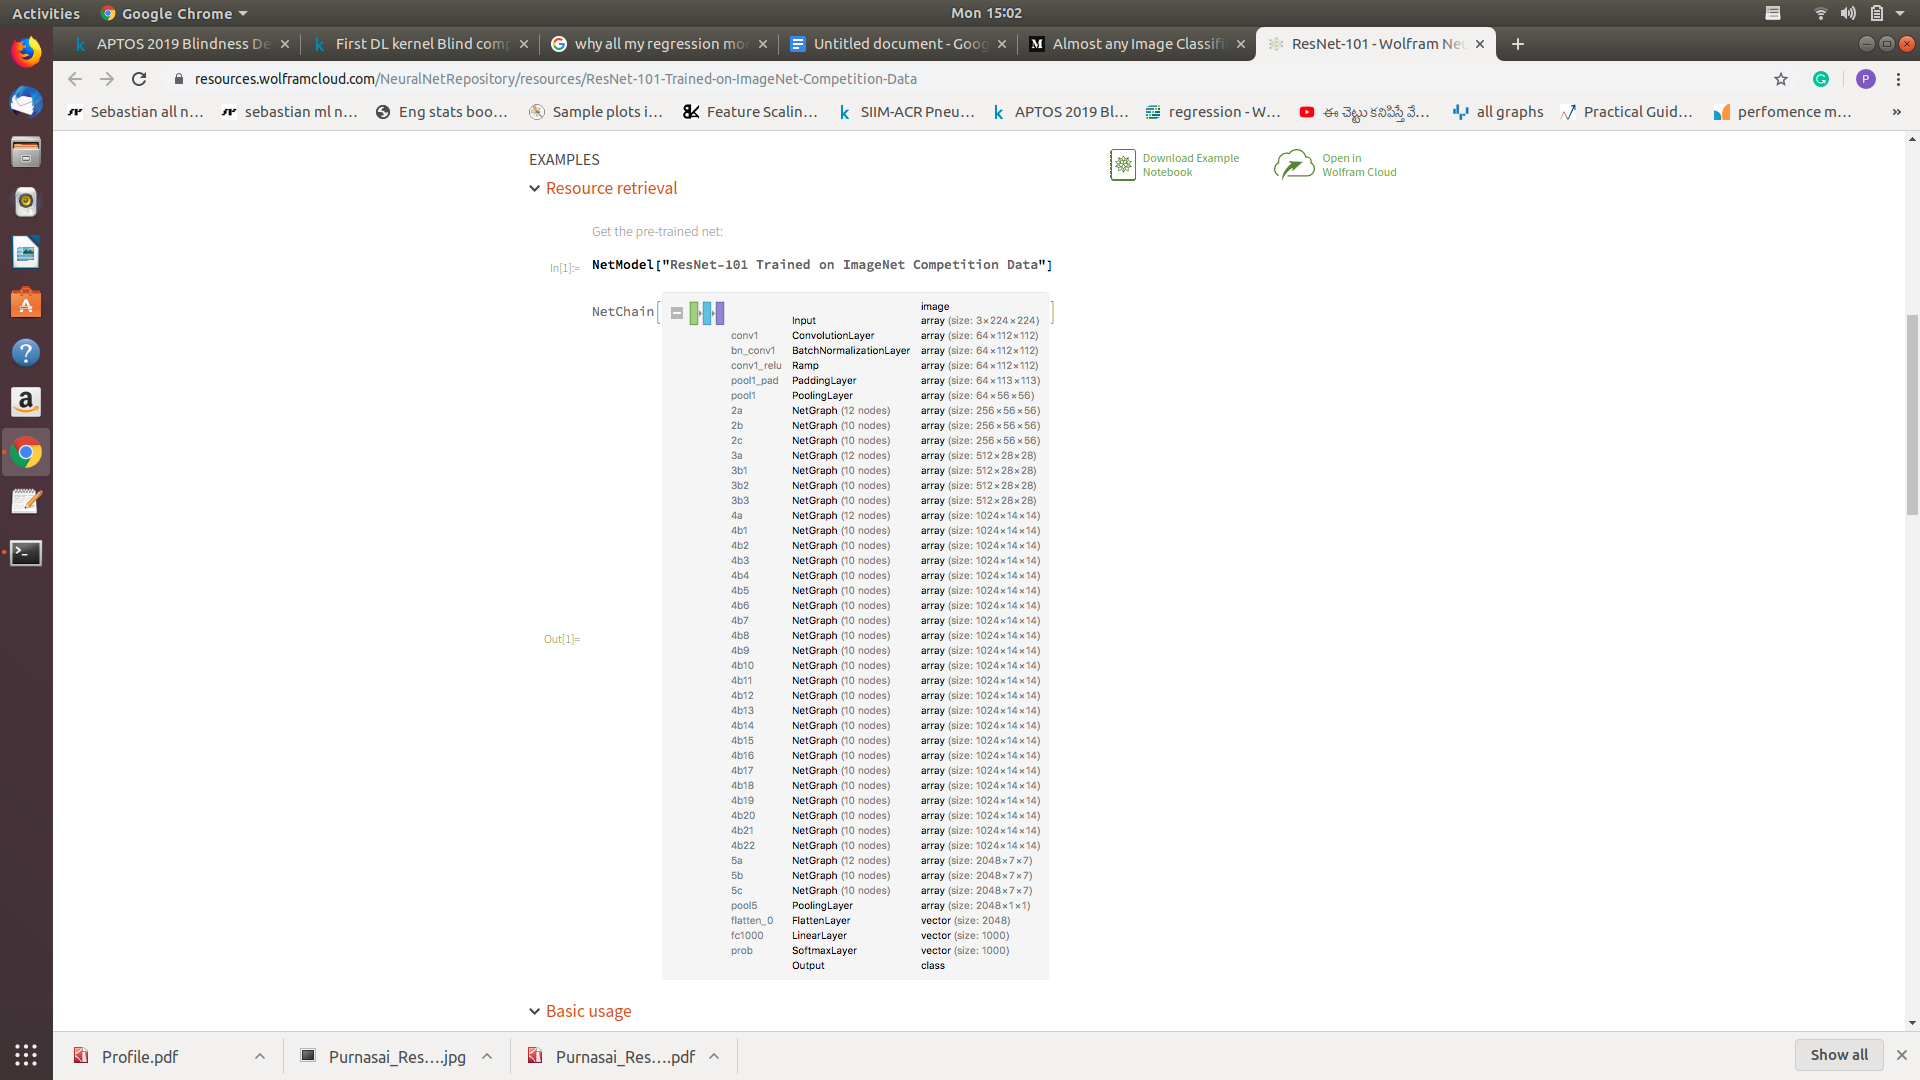 Activities Google Chrome Mon 15:02
APTOS 2019 Blindness De First DL kernel Blind comp why all my regression mod Untitled document - Goog Almost any Image Classifi ResNet-101 - Wolfram Neu
resources.wolframcloud.com/NeuralNetRepository/resources/ResNet-101-Trained-on-ImageNet-Competition-Data
Sebastian all n... sebastian ml n... Eng stats boo... Sample plots i... Feature Scalin... SIIM-ACR Pneu... APTOS 2019 Bl... regression - W... ఈ చెట్టు కనిపిస్తే వే... all graphs Practical Guid... perfomence m... »
EXAMPLES
Download Example
Notebook
Open in
Wolfram Cloud
Resource retrieval
Get the pre-trained net:
In[1]:= NetModel["ResNet-101 Trained on ImageNet Competition Data"]
NetChain[ ]
image
Input array (size: 3×224×224)
conv1 ConvolutionLayer array (size: 64×112×112)
bn_conv1 BatchNormalizationLayer array (size: 64×112×112)
conv1_relu Ramp array (size: 64×112×112)
pool1_pad PaddingLayer array (size: 64×113×113)
pool1 PoolingLayer array (size: 64×56×56)
2a NetGraph (12 nodes) array (size: 256×56×56)
2b NetGraph (10 nodes) array (size: 256×56×56)
2c NetGraph (10 nodes) array (size: 256×56×56)
3a NetGraph (12 nodes) array (size: 512×28×28)
3b1 NetGraph (10 nodes) array (size: 512×28×28)
3b2 NetGraph (10 nodes) array (size: 512×28×28)
3b3 NetGraph (10 nodes) array (size: 512×28×28)
4a NetGraph (12 nodes) array (size: 1024×14×14)
4b1 NetGraph (10 nodes) array (size: 1024×14×14)
4b2 NetGraph (10 nodes) array (size: 1024×14×14)
4b3 NetGraph (10 nodes) array (size: 1024×14×14)
4b4 NetGraph (10 nodes) array (size: 1024×14×14)
4b5 NetGraph (10 nodes) array (size: 1024×14×14)
4b6 NetGraph (10 nodes) array (size: 1024×14×14)
4b7 NetGraph (10 nodes) array (size: 1024×14×14)
4b8 NetGraph (10 nodes) array (size: 1024×14×14)
Out[1]=
4b9 NetGraph (10 nodes) array (size: 1024×14×14)
4b10 NetGraph (10 nodes) array (size: 1024×14×14)
4b11 NetGraph (10 nodes) array (size: 1024×14×14)
4b12 NetGraph (10 nodes) array (size: 1024×14×14)
4b13 NetGraph (10 nodes) array (size: 1024×14×14)
4b14 NetGraph (10 nodes) array (size: 1024×14×14)
4b15 NetGraph (10 nodes) array (size: 1024×14×14)
4b16 NetGraph (10 nodes) array (size: 1024×14×14)
4b17 NetGraph (10 nodes) array (size: 1024×14×14)
4b18 NetGraph (10 nodes) array (size: 1024×14×14)
4b19 NetGraph (10 nodes) array (size: 1024×14×14)
4b20 NetGraph (10 nodes) array (size: 1024×14×14)
4b21 NetGraph (10 nodes) array (size: 1024×14×14)
4b22 NetGraph (10 nodes) array (size: 1024×14×14)
5a NetGraph (12 nodes) array (size: 2048×7×7)
5b NetGraph (10 nodes) array (size: 2048×7×7)
5c NetGraph (10 nodes) array (size: 2048×7×7)
pool5 PoolingLayer array (size: 2048×1×1)
flatten_0 FlattenLayer vector (size: 2048)
fc1000 LinearLayer vector (size: 1000)
prob SoftmaxLayer vector (size: 1000)
Output class
Basic usage
Profile.pdf Purnasai_Res....jpg Purnasai_Res....pdf Show all